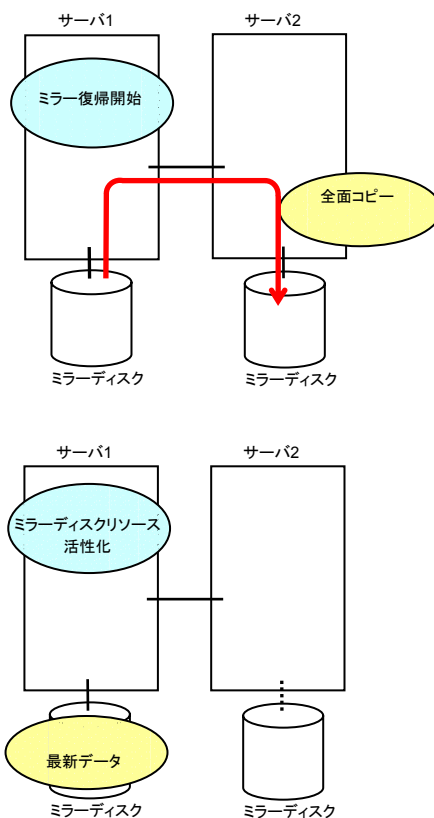 サーバ1
サーバ2
ミラー復帰開始
全面コピー
ミラーディスク
ミラーディスク
サーバ1
サーバ2
ミラーディスクリソース
活性化
最新データ
ミラーディスク
ミラーディスク